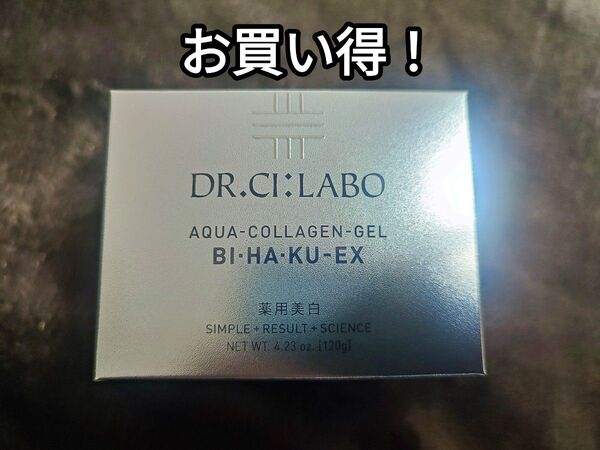 お買い得！
DR.CI:LABO
AQUA-COLLAGEN-GEL
BI·HA·KU-EX
薬用美白
SIMPLE+RESULT+SCIENCE
NET WT. 4.23 oz. [120g]